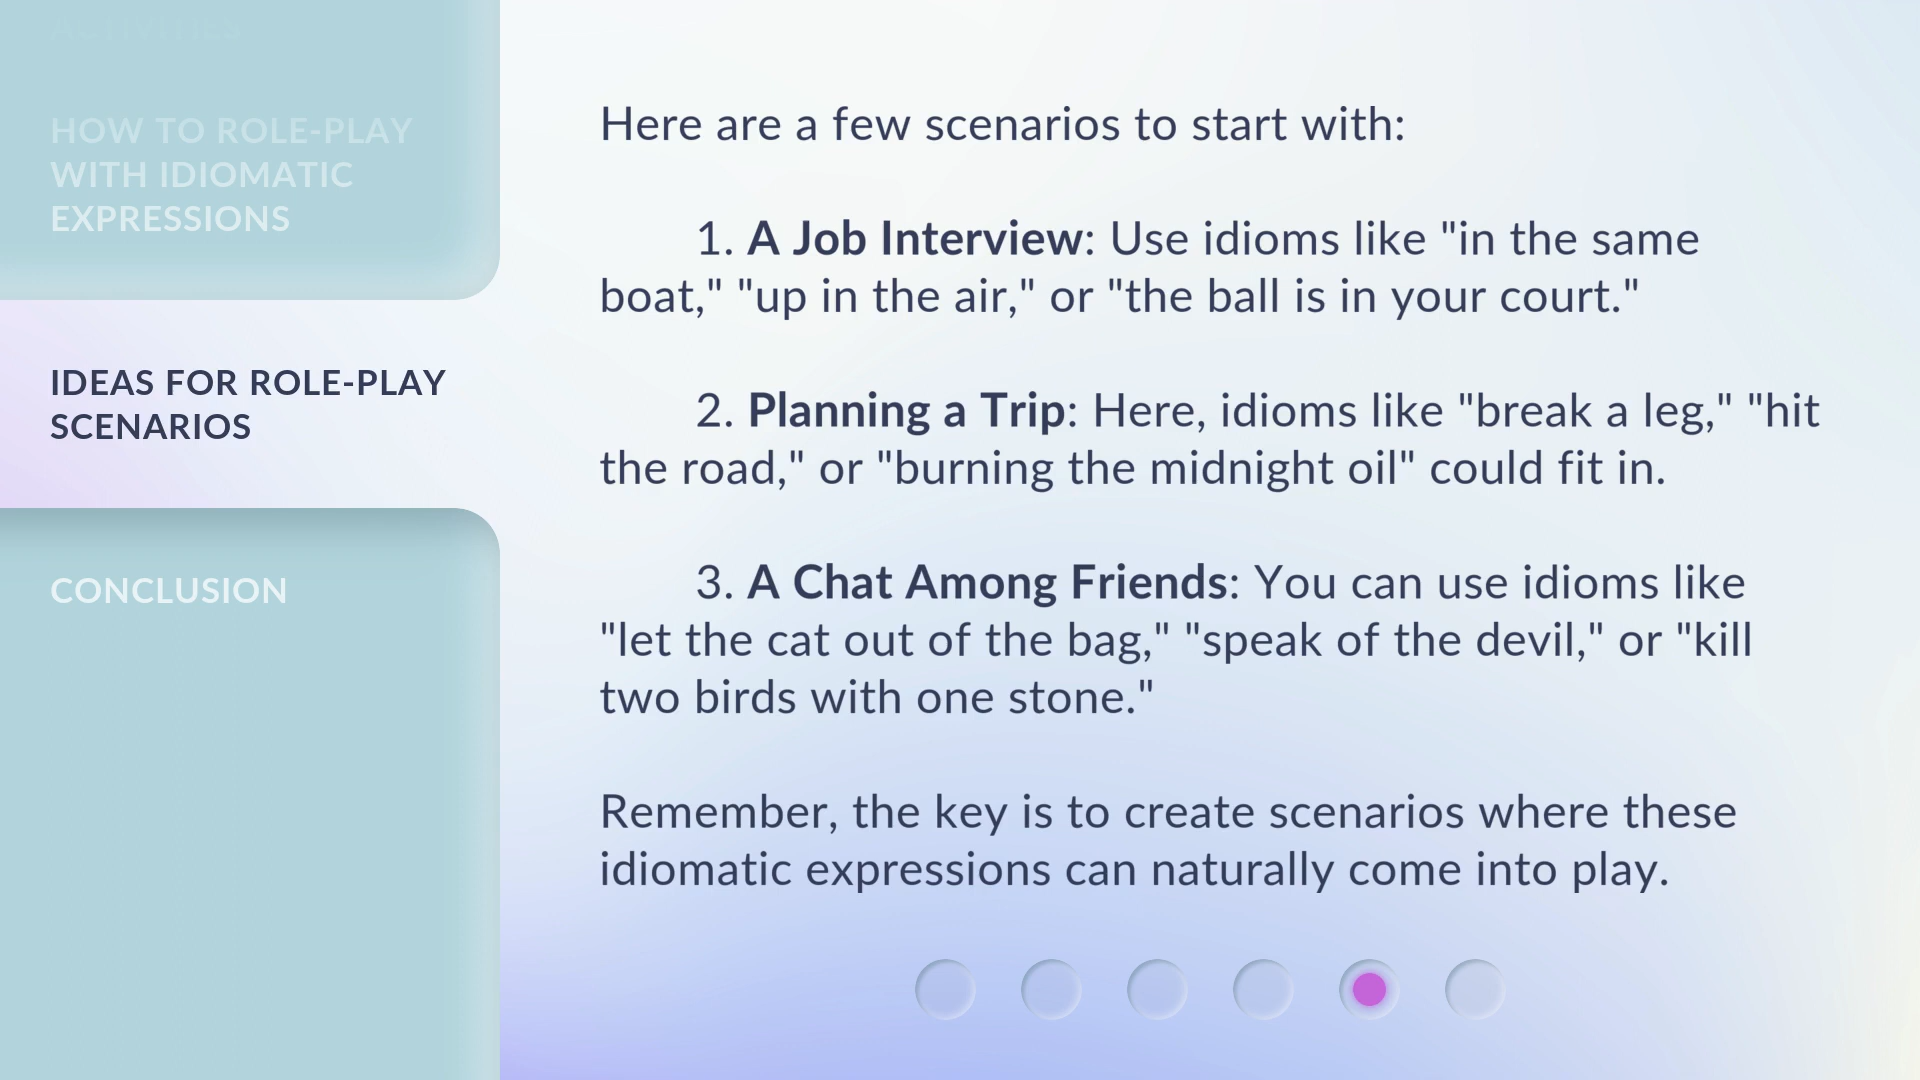 ACTIVITIES
HOW TO ROLE-PLAY
WITH IDIOMATIC
EXPRESSIONS
IDEAS FOR ROLE-PLAY
SCENARIOS
CONCLUSION
Here are a few scenarios to start with:
1. A Job Interview: Use idioms like "in the same
boat," "up in the air," or "the ball is in your court."
2. Planning a Trip: Here, idioms like "break a leg," "hit
the road," or "burning the midnight oil" could fit in.
3. A Chat Among Friends: You can use idioms like
"let the cat out of the bag," "speak of the devil," or "kill
two birds with one stone."
Remember, the key is to create scenarios where these
idiomatic expressions can naturally come into play.